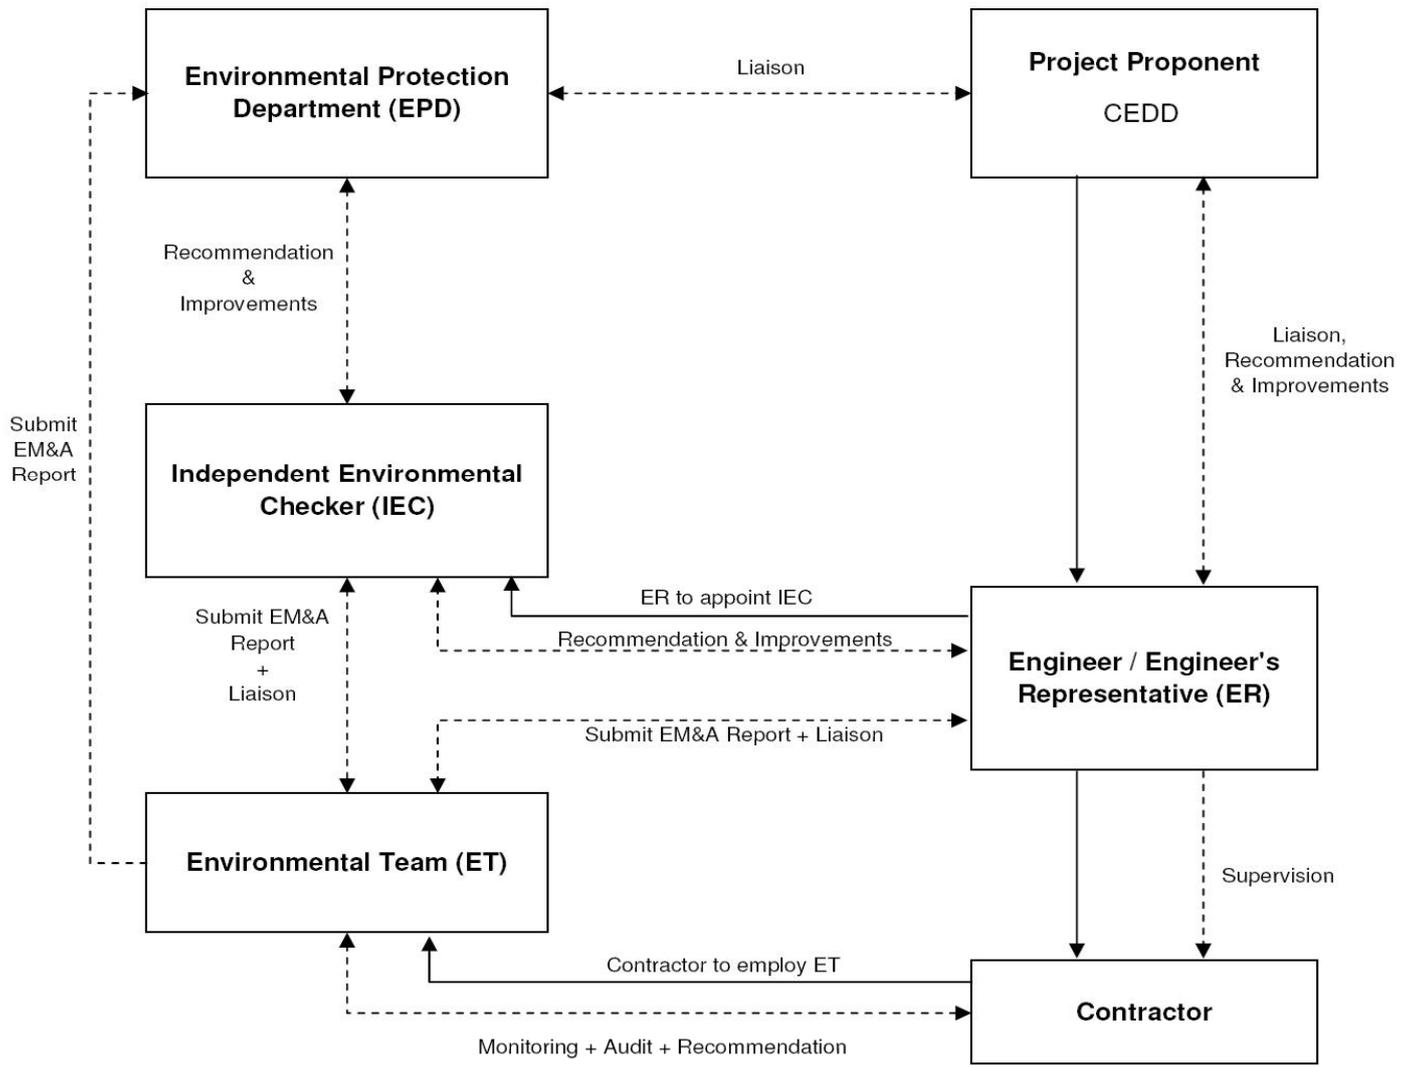 Environmental Protection
Department (EPD)
Liaison
Project Proponent
CEDD
Recommendation
&
Improvements
Liaison,
Recommendation
& Improvements
Submit
EM&A
Report
Independent Environmental
Checker (IEC)
ER to appoint IEC
Recommendation & Improvements
Submit EM&A
Report
+
Liaison
Engineer / Engineer's
Representative (ER)
Submit EM&A Report + Liaison
Environmental Team (ET)
Supervision
Contractor to employ ET
Contractor
Monitoring + Audit + Recommendation